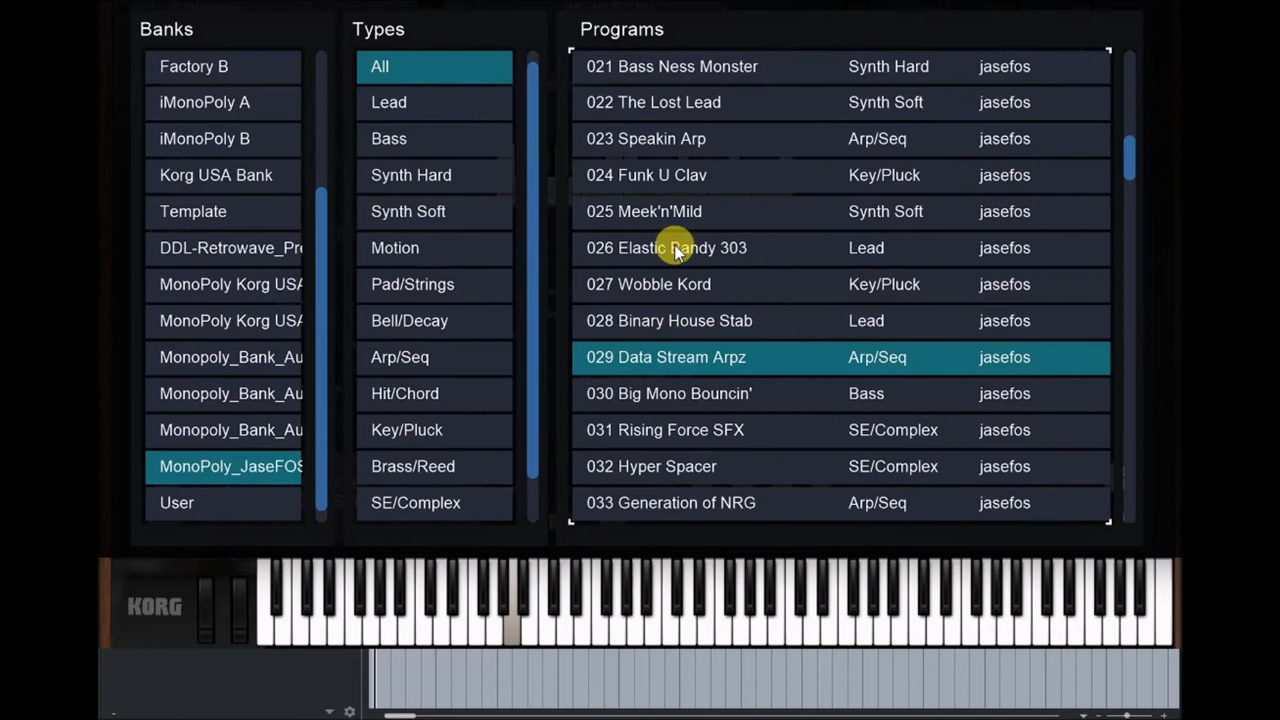 Banks
Types
Programs
Factory B
iMonoPoly A
iMonoPoly B
Korg USA Bank
Template
DDL-Retrowave_Pre
MonoPoly Korg USA
MonoPoly Korg USA
Monopoly_Bank_Au
Monopoly_Bank_Au
Monopoly_Bank_Au
MonoPoly_JaseFOS
User
All
Lead
Bass
Synth Hard
Synth Soft
Motion
Pad/Strings
Bell/Decay
Arp/Seq
Hit/Chord
Key/Pluck
Brass/Reed
SE/Complex
021 Bass Ness Monster Synth Hard jasefos
022 The Lost Lead Synth Soft jasefos
023 Speakin Arp Arp/Seq jasefos
024 Funk U Clav Key/Pluck jasefos
025 Meek'n'Mild Synth Soft jasefos
026 Elastic Dandy 303 Lead jasefos
027 Wobble Kord Key/Pluck jasefos
028 Binary House Stab Lead jasefos
029 Data Stream Arpz Arp/Seq jasefos
030 Big Mono Bouncin' Bass jasefos
031 Rising Force SFX SE/Complex jasefos
032 Hyper Spacer SE/Complex jasefos
033 Generation of NRG Arp/Seq jasefos
KORG